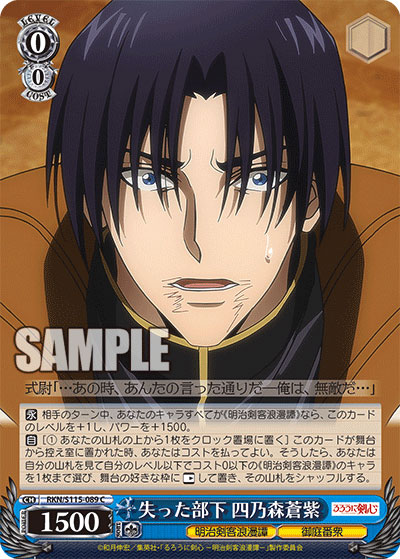 LEVEL
0
0
COST
SAMPLE
式尉「…あの時、あんたの言った通りだ―俺は、無敵だ…」
永 相手のターン中、あなたのキャラすべてが《明治剣客浪漫譚》なら、このカード
のレベルを+1し、パワーを+1500。
自 [① あなたの山札の上から1枚をクロック置場に置く] このカードが舞台
から控え室に置かれた時、あなたはコストを払ってよい。そうしたら、あなたは
自分のレベルを見て自分のレベル以下でコスト0以下の《明治剣客浪漫譚》のキャラ
を1枚まで選び、舞台の好きな枠に置き、その山札をシャッフルする。
CH RKN/S115-089 C
1500
失った部下 四乃森蒼紫
るろうに剣心
明治剣客浪漫譚
御庭番衆
©和月伸宏/集英社・「るろうに剣心 -明治剣客浪漫譚-」製作委員会